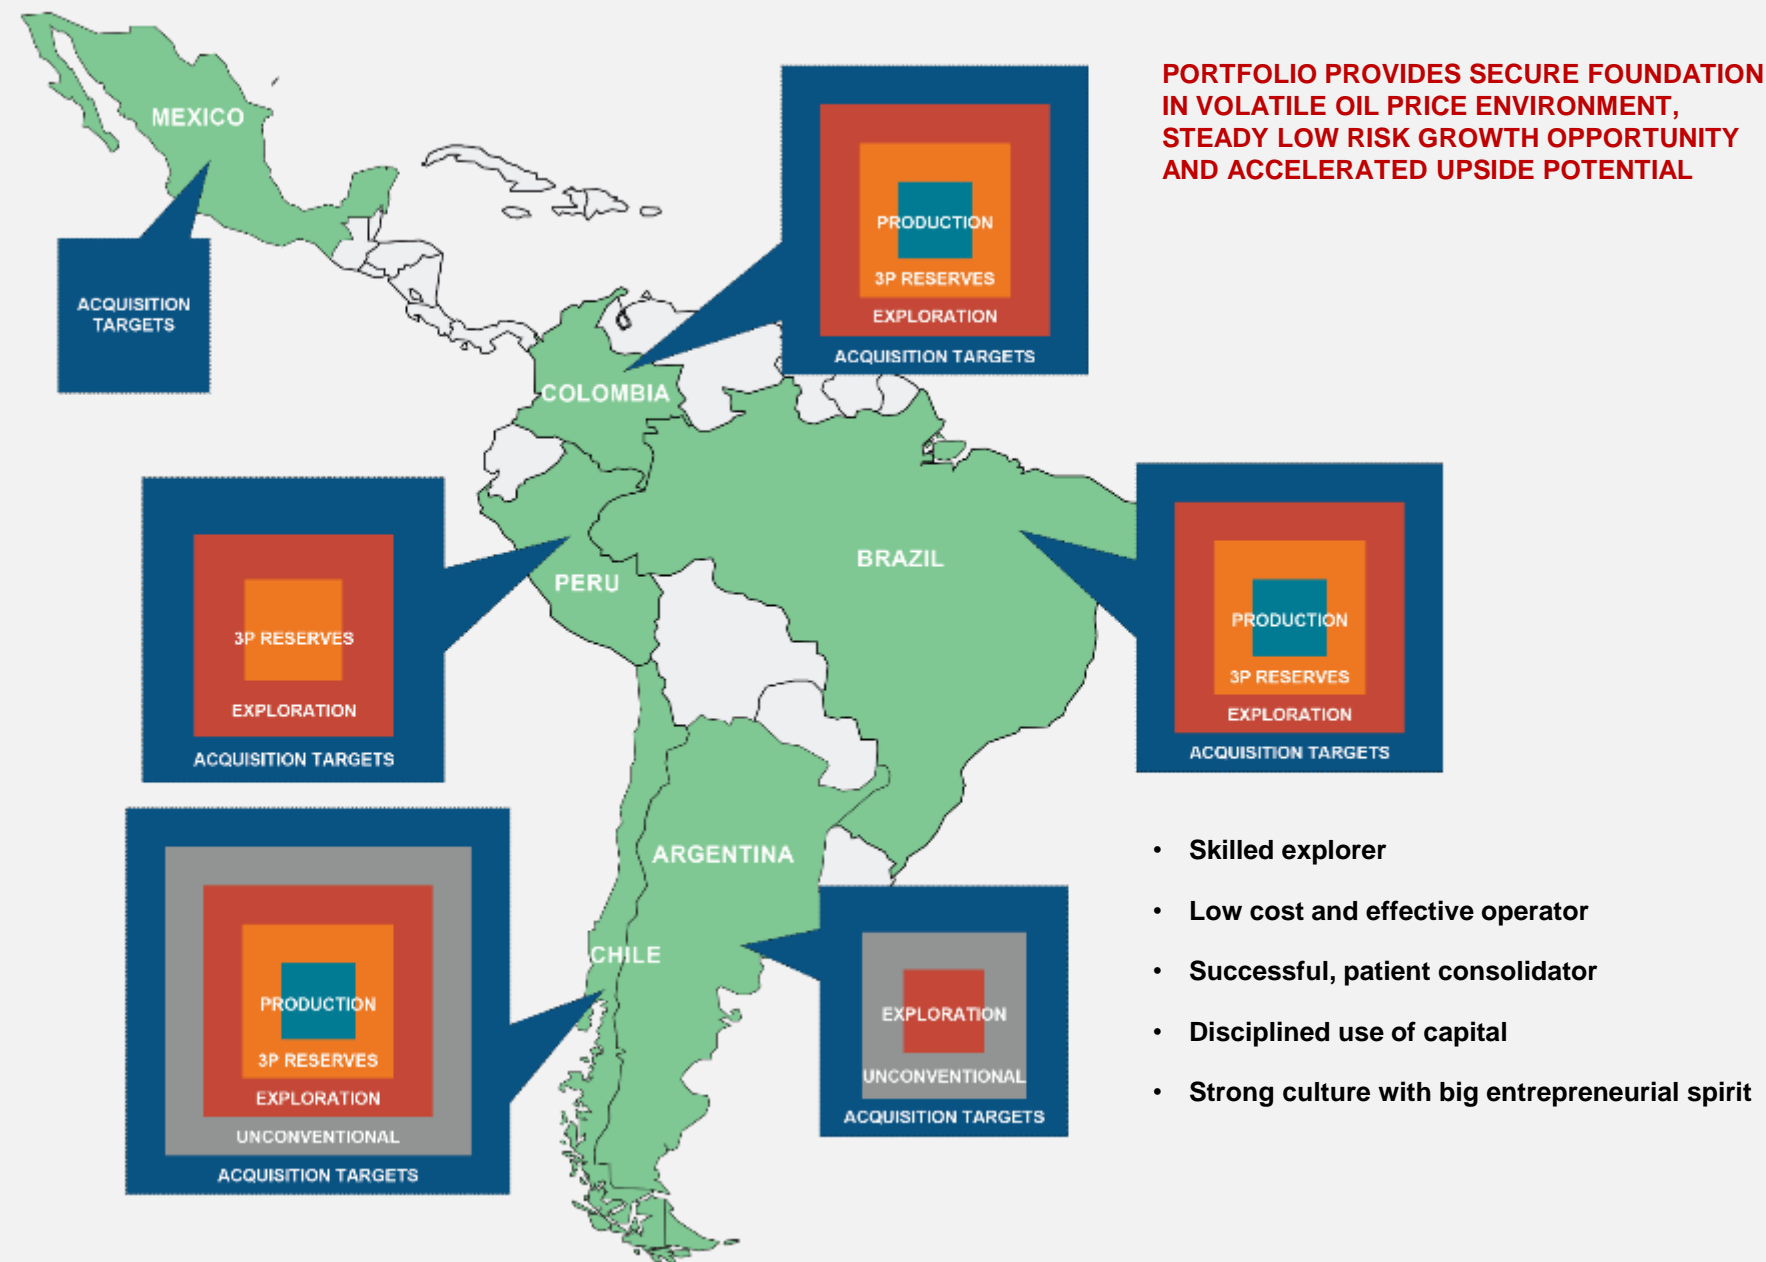 PORTFOLIO PROVIDES SECURE FOUNDATION
IN VOLATILE OIL PRICE ENVIRONMENT,
STEADY LOW RISK GROWTH OPPORTUNITY
AND ACCELERATED UPSIDE POTENTIAL
MEXICO
ACQUISITION
TARGETS
PRODUCTION
3P RESERVES
EXPLORATION
ACQUISITION TARGETS
COLOMBIA
3P RESERVES
EXPLORATION
ACQUISITION TARGETS
PERU
BRAZIL
PRODUCTION
3P RESERVES
EXPLORATION
ACQUISITION TARGETS
ARGENTINA
CHILE
PRODUCTION
3P RESERVES
EXPLORATION
UNCONVENTIONAL
ACQUISITION TARGETS
EXPLORATION
UNCONVENTIONAL
ACQUISITION TARGETS
• Skilled explorer
• Low cost and effective operator
• Successful, patient consolidator
• Disciplined use of capital
• Strong culture with big entrepreneurial spirit